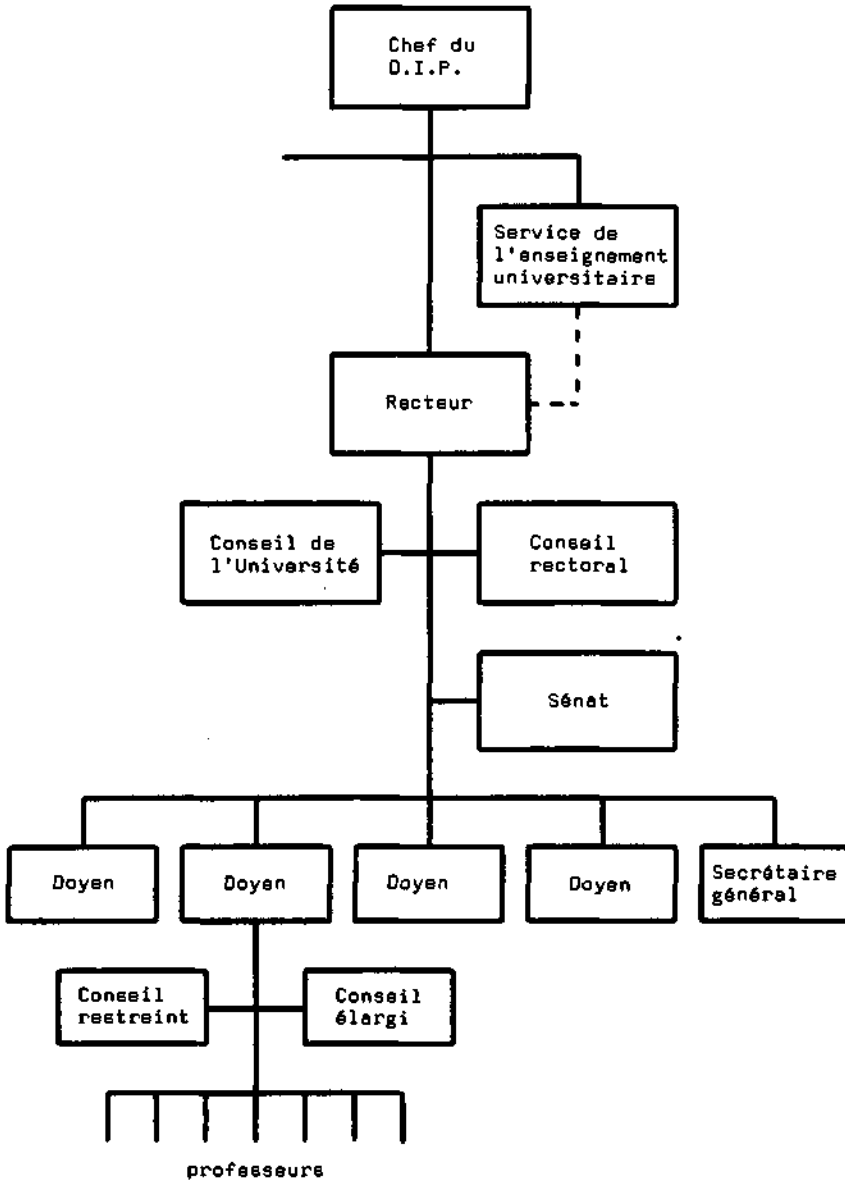 Chef du
D.I.P.
Service de
l'enseignement
universitaire
Recteur
Conseil de
l'Université
Conseil
rectoral
Sénat
Doyen
Doyen
Doyen
Doyen
Secrétaire
général
Conseil
restreint
Conseil
élargi
professeurs